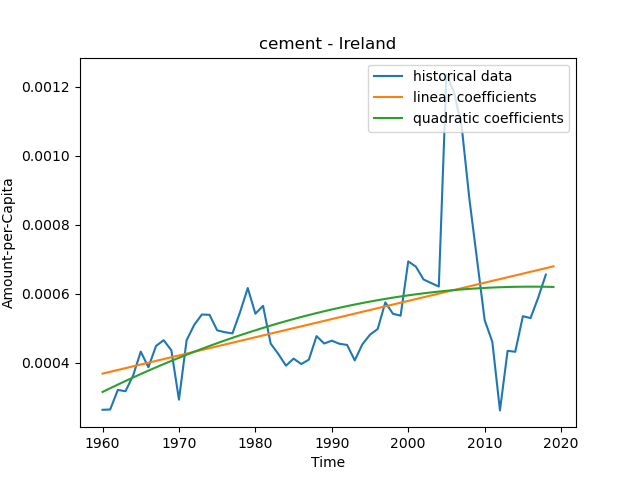 cement - Ireland
historical data
linear coefficients
quadratic coefficients
0.0012
0.0010
0.0008
0.0006
0.0004
Amount-per-Capita
1960 1970 1980 1990 2000 2010 2020
Time